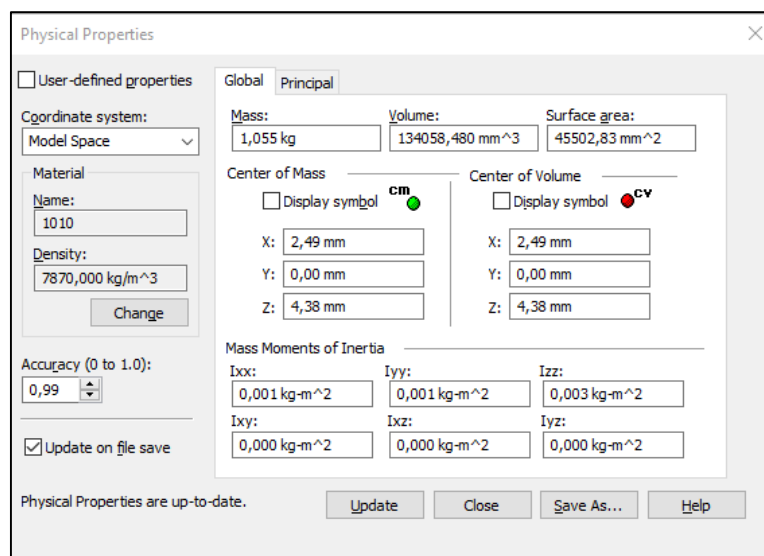 Physical Properties
User-defined properties
Coordinate system:
Model Space
Material
Name:
1010
Density:
7870,000 kg/m^3
Change
Accuracy (0 to 1.0):
0,99
Update on file save
Global Principal
Mass: Volume: Surface area:
1,055 kg 134058,480 mm^3 45502,83 mm^2
Center of Mass Center of Volume
Display symbol cm Display symbol cv
X: 2,49 mm X: 2,49 mm
Y: 0,00 mm Y: 0,00 mm
Z: 4,38 mm Z: 4,38 mm
Mass Moments of Inertia
Ixx: Iyy: Izz:
0,001 kg-m^2 0,001 kg-m^2 0,003 kg-m^2
Ixy: Ixz: Iyz:
0,000 kg-m^2 0,000 kg-m^2 0,000 kg-m^2
Physical Properties are up-to-date. Update Close Save As... Help